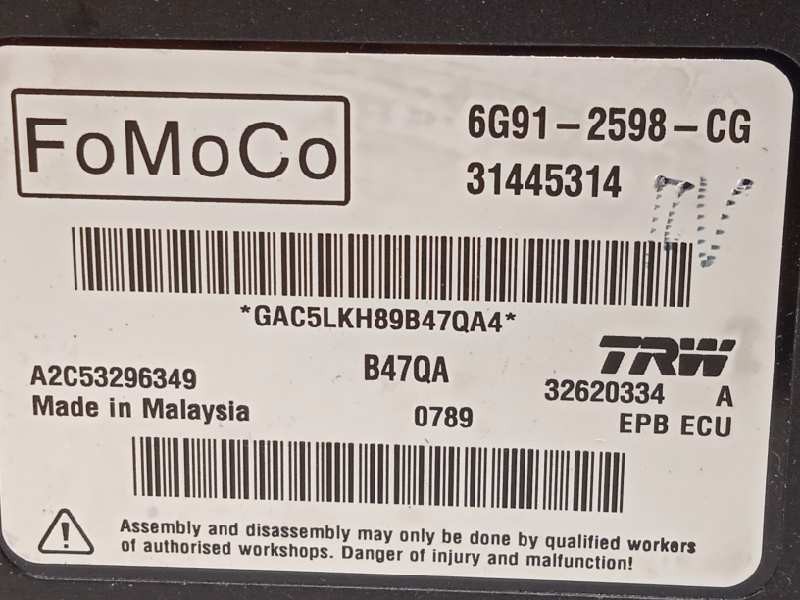 FoMoCo
6G91-2598-CG
31445314
*GAC5LKH89B47QA4*
TRW
A2C53296349
B47QA
32620334 A
Made in Malaysia
0789
EPB ECU
Assembly and disassembly may only be done by qualified workers
of authorised workshops. Danger of injury and malfunction!